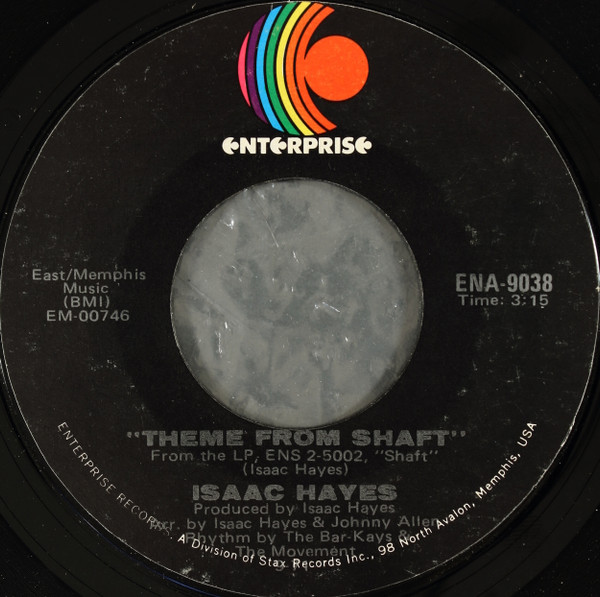 ENTERPRISE
East/Memphis
Music
(BMI)
EM-00746
ENA-9038
Time: 3:15
"THEME FROM SHAFT"
From the LP, ENS 2-5002, "Shaft"
(Isaac Hayes)
ISAAC HAYES
Produced by Isaac Hayes
Arr. by Isaac Hayes & Johnny Allen
Rhythm by The Bar-Kays &
The Movement
ENTERPRISE RECORDS, A Division of Stax Records Inc., 98 North Avalon, Memphis, USA